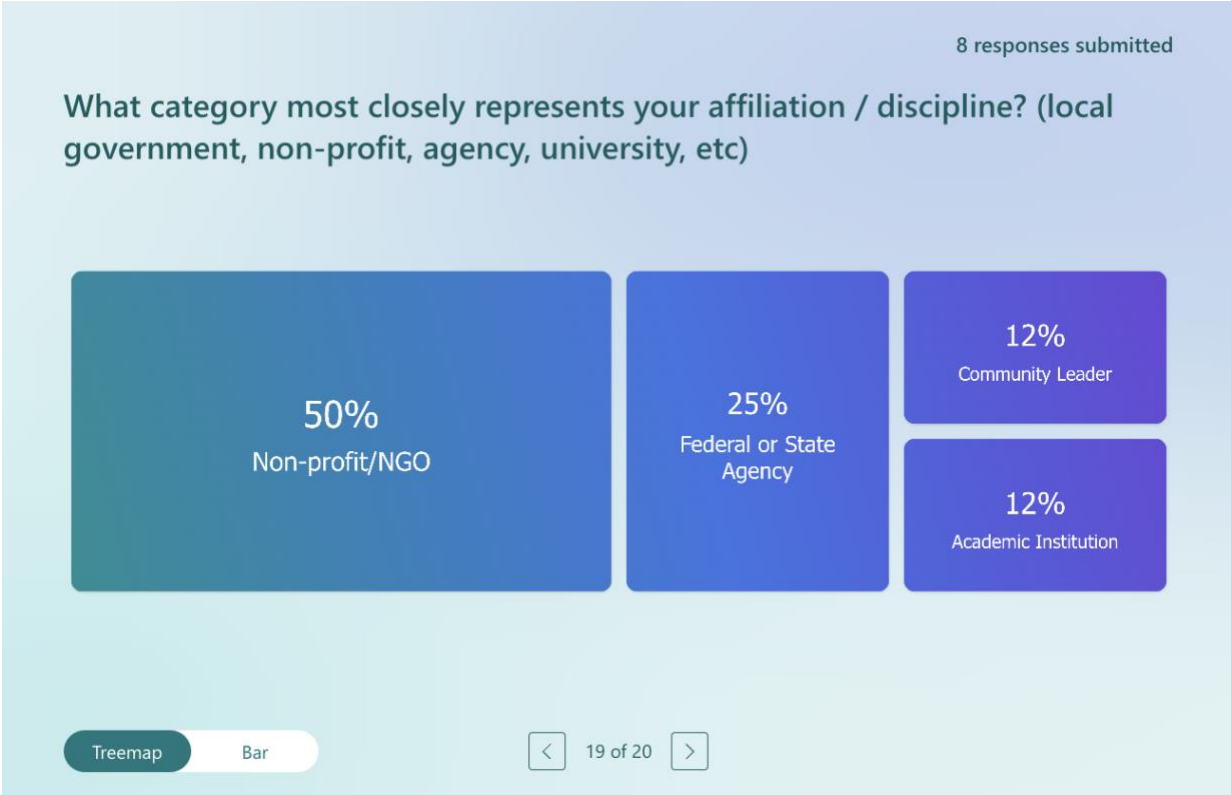 8 responses submitted
What category most closely represents your affiliation / discipline? (local
government, non-profit, agency, university, etc)
50%
Non-profit/NGO
25%
Federal or State
Agency
12%
Community Leader
12%
Academic Institution
Treemap
Bar
19 of 20